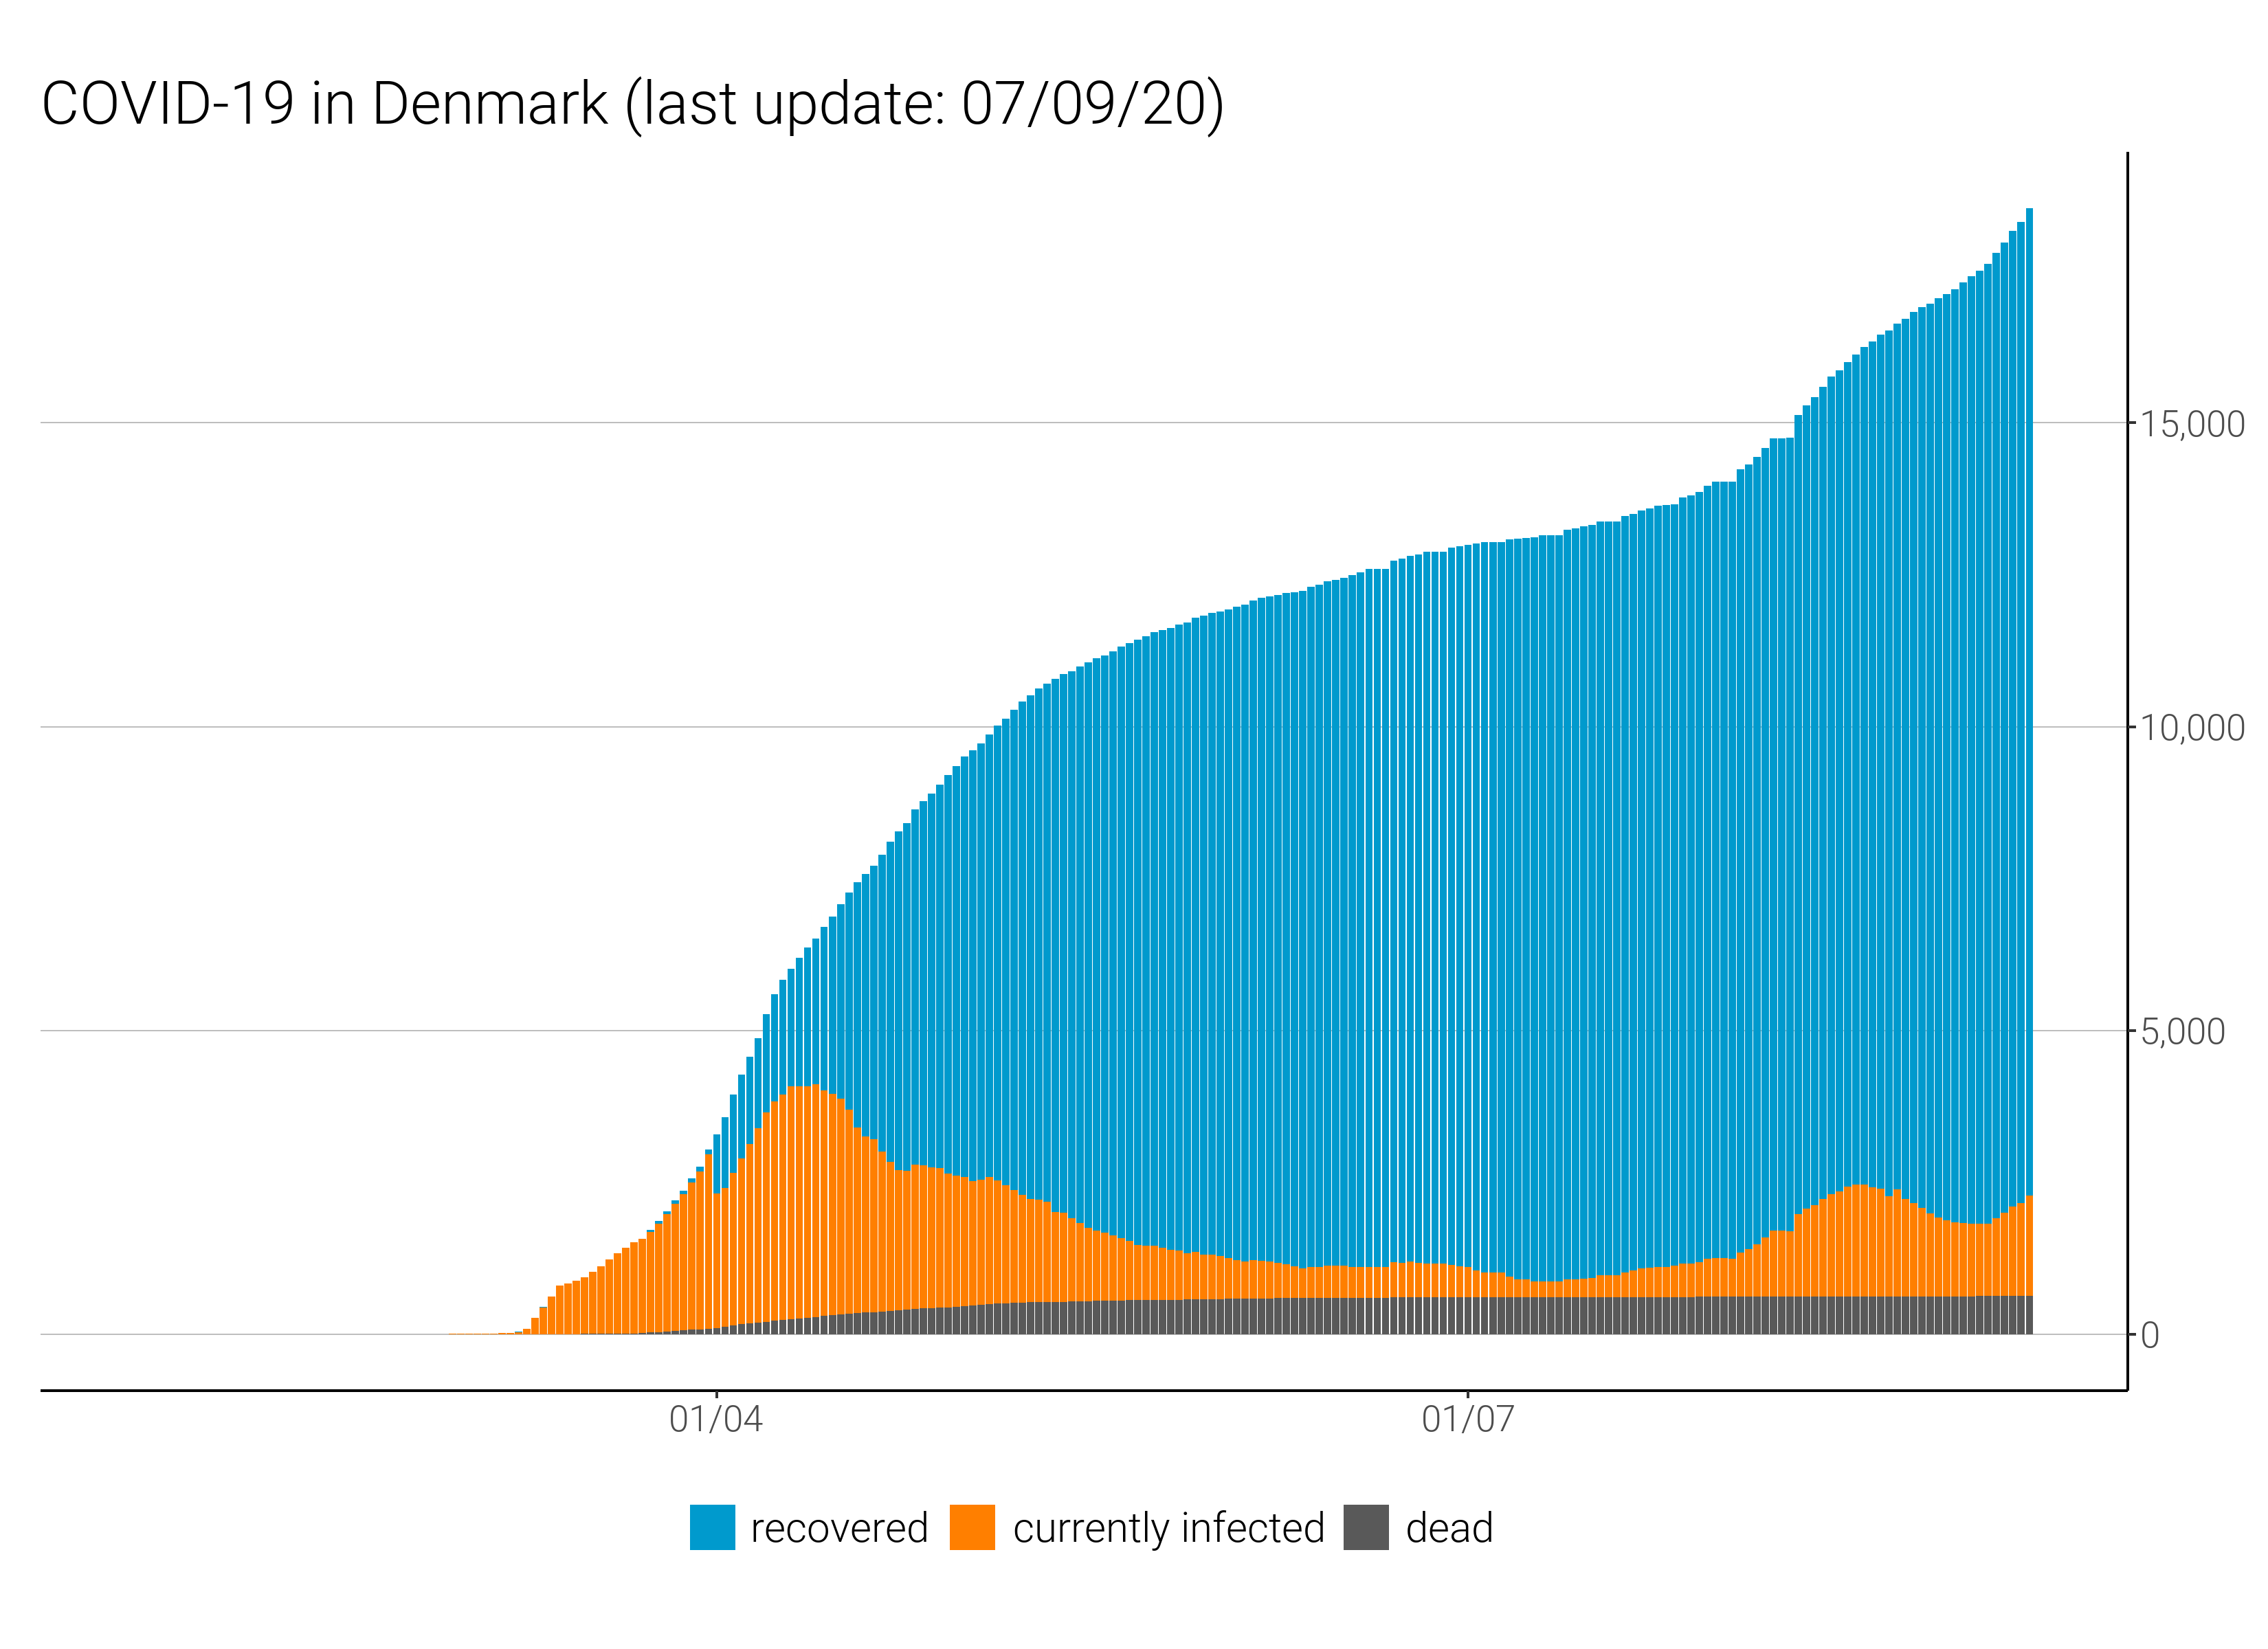 COVID-19 in Denmark (last update: 07/09/20)
15,000
10,000
5,000
0
01/04 01/07
recovered currently infected dead